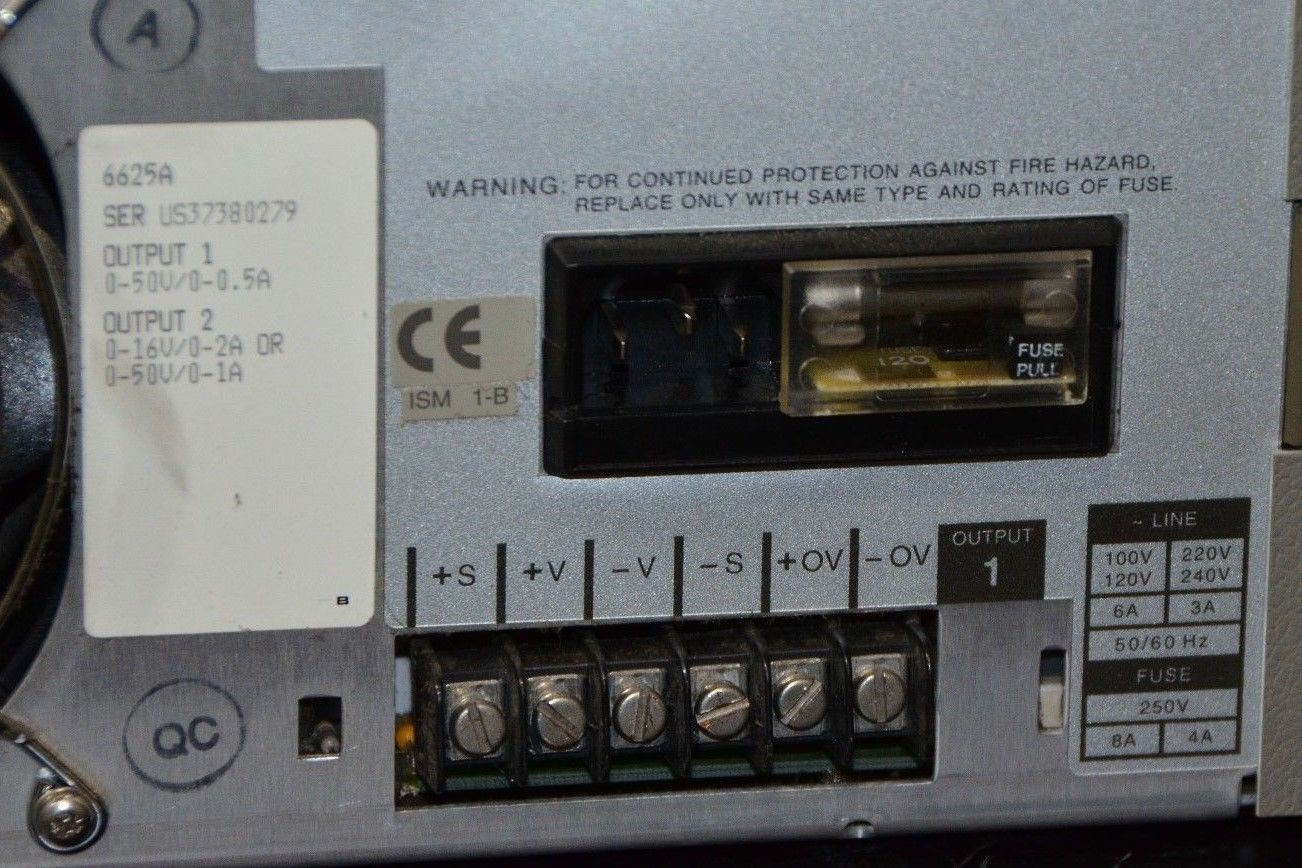 A
6625A
SER US37380279
OUTPUT 1
0-50V/0-0.5A
OUTPUT 2
0-16V/0-2A OR
0-50V/0-1A
B
QC
WARNING: FOR CONTINUED PROTECTION AGAINST FIRE HAZARD,
REPLACE ONLY WITH SAME TYPE AND RATING OF FUSE.
CE
ISM 1-B
120
FUSE
PULL
+S +V -V -S +OV -OV
OUTPUT
1
~ LINE
100V 220V
120V 240V
6A 3A
50/60 Hz
FUSE
250V
8A 4A